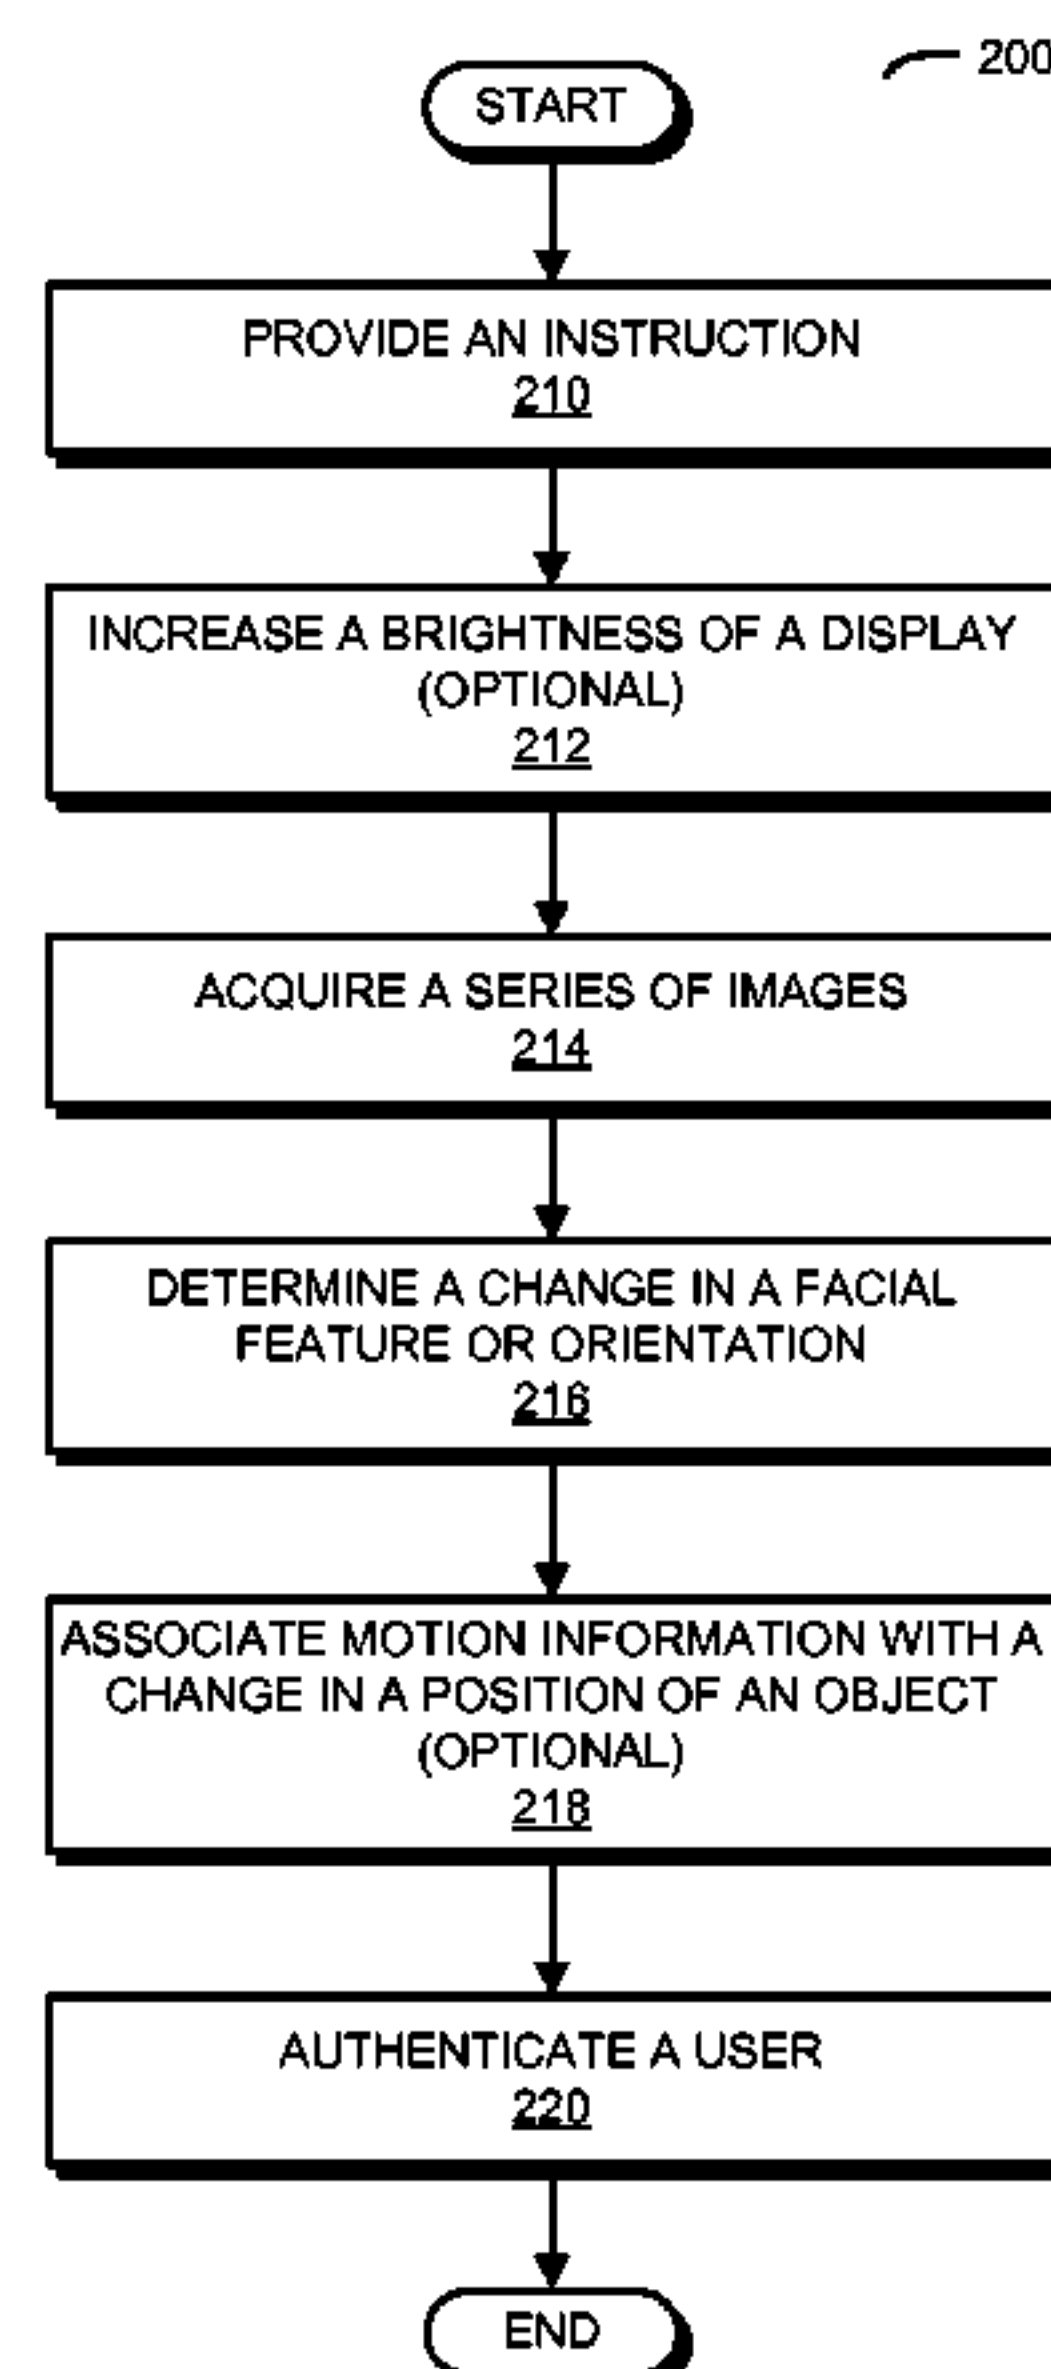 200
START
PROVIDE AN INSTRUCTION
210
INCREASE A BRIGHTNESS OF A DISPLAY
(OPTIONAL)
212
ACQUIRE A SERIES OF IMAGES
214
DETERMINE A CHANGE IN A FACIAL
FEATURE OR ORIENTATION
216
ASSOCIATE MOTION INFORMATION WITH A
CHANGE IN A POSITION OF AN OBJECT
(OPTIONAL)
218
AUTHENTICATE A USER
220
END